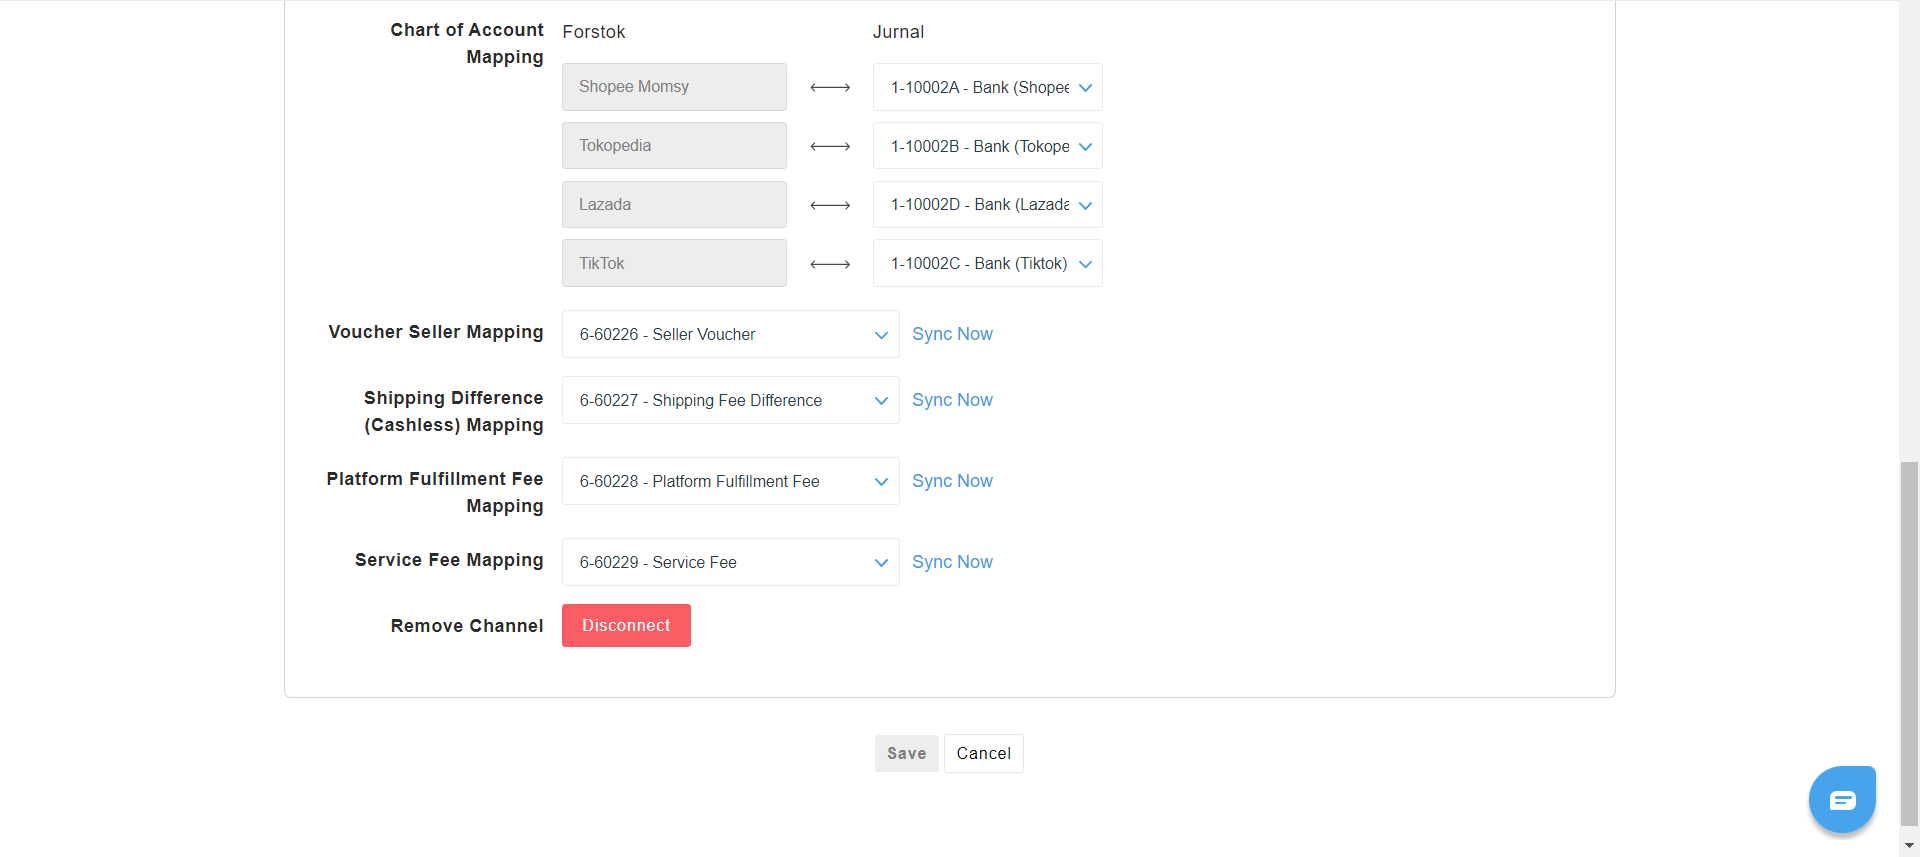 Chart of Account
Mapping
Forstok
Jurnal
Shopee Momsy
1-10002A - Bank (Shopee
Tokopedia
1-10002B - Bank (Tokope
Lazada
1-10002D - Bank (Lazada
TikTok
1-10002C - Bank (Tiktok)
Voucher Seller Mapping
6-60226 - Seller Voucher
Sync Now
Shipping Difference
(Cashless) Mapping
6-60227 - Shipping Fee Difference
Sync Now
Platform Fulfillment Fee
Mapping
6-60228 - Platform Fulfillment Fee
Sync Now
Service Fee Mapping
6-60229 - Service Fee
Sync Now
Remove Channel
Disconnect
Save
Cancel